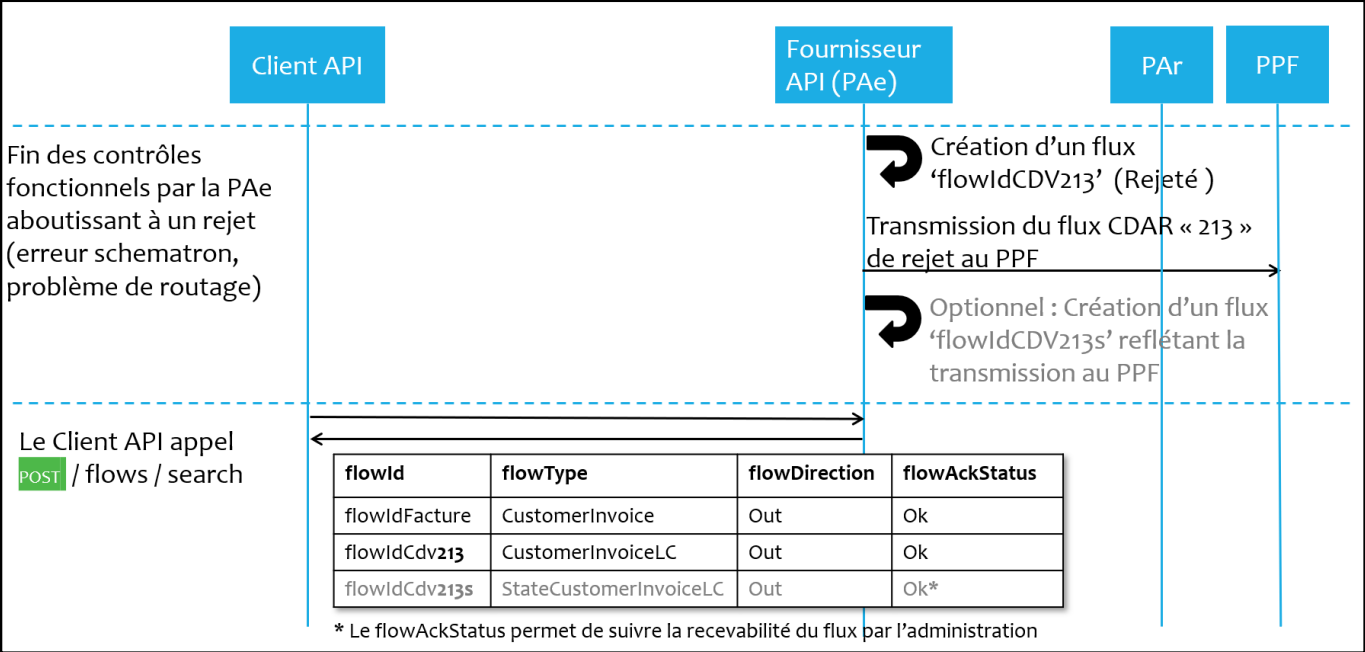 Client API
Fournisseur
API (PAe)
PAr
PPF
Fin des contrôles
fonctionnels par la PAe
aboutissant à un rejet
(erreur schematron,
problème de routage)
Création d’un flux
‘flowIdCDV213’ (Rejeté )
Transmission du flux CDAR « 213 »
de rejet au PPF
Optionnel : Création d’un flux
‘flowIdCDV213s’ reflétant la
transmission au PPF
Le Client API appel
POST / flows / search
flowId flowType flowDirection flowAckStatus
flowIdFacture CustomerInvoice Out Ok
flowIdCdv213 CustomerInvoiceLC Out Ok
flowIdCdv213s StateCustomerInvoiceLC Out Ok*
* Le flowAckStatus permet de suivre la recevabilité du flux par l’administration